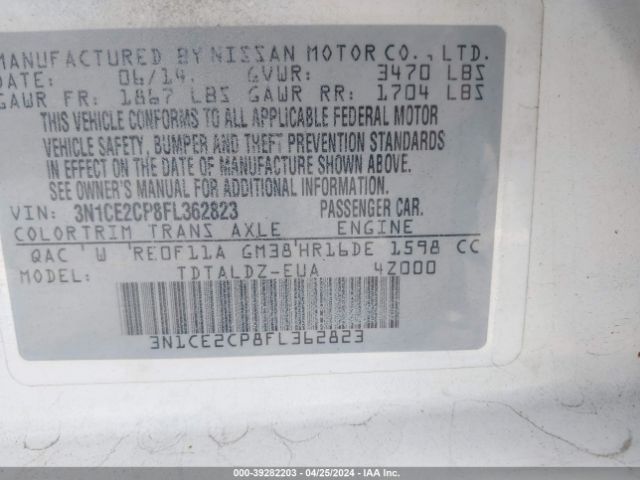 MANUFACTURED BY NISSAN MOTOR CO., LTD.
DATE: 06/14. GVWR: 3470 LBS
GAWR FR: 1867 LBS GAWR RR: 1704 LBS
THIS VEHICLE CONFORMS TO ALL APPLICABLE FEDERAL MOTOR
VEHICLE SAFETY, BUMPER AND THEFT PREVENTION STANDARDS
IN EFFECT ON THE DATE OF MANUFACTURE SHOWN ABOVE.
SEE OWNER'S MANUAL FOR ADDITIONAL INFORMATION.
VIN: 3N1CE2CP8FL362823 PASSENGER CAR.
COLOR TRIM TRANS AXLE ENGINE
QAC W RE0F11A GM38 HR16DE 1598 CC
TDTALDZ-EUA 4Z000
3N1CE2CP8FL362823
000-39282203 - 04/25/2024 - IAA Inc.